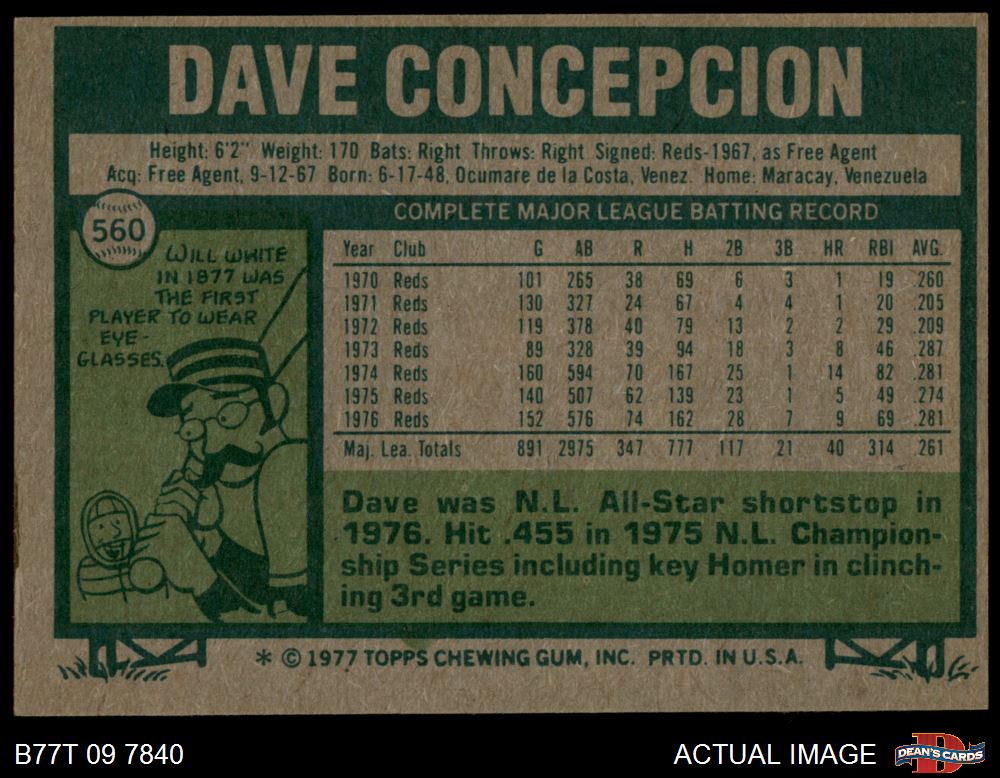 DAVE CONCEPCION
Height: 6'2" Weight: 170 Bats: Right Throws: Right Signed: Reds-1967, as Free Agent
Acq: Free Agent, 9-12-67 Born: 6-17-48, Ocumare de la Costa, Venez. Home: Maracay, Venezuela
560
WILL WHITE
IN 1877 WAS
THE FIRST
PLAYER TO WEAR
EYE-
GLASSES.
COMPLETE MAJOR LEAGUE BATTING RECORD
Year Club G AB R H 2B 3B HR RBI AVG.
1970 Reds 101 265 38 69 6 3 1 19 .260
1971 Reds 130 327 24 67 4 4 1 20 .205
1972 Reds 119 378 40 79 13 2 2 29 .209
1973 Reds 89 328 39 94 18 3 8 46 .287
1974 Reds 160 594 70 167 25 1 14 82 .281
1975 Reds 140 507 62 139 23 1 5 49 .274
1976 Reds 152 576 74 162 28 7 9 69 .281
Maj. Lea. Totals 891 2975 347 777 117 21 40 314 .261
Dave was N.L. All-Star shortstop in
1976. Hit .455 in 1975 N.L. Champion-
ship Series including key Homer in clinch-
ing 3rd game.
* © 1977 TOPPS CHEWING GUM, INC. PRTD. IN U.S.A.
B77T 09 7840
ACTUAL IMAGE
DEAN'S CARDS